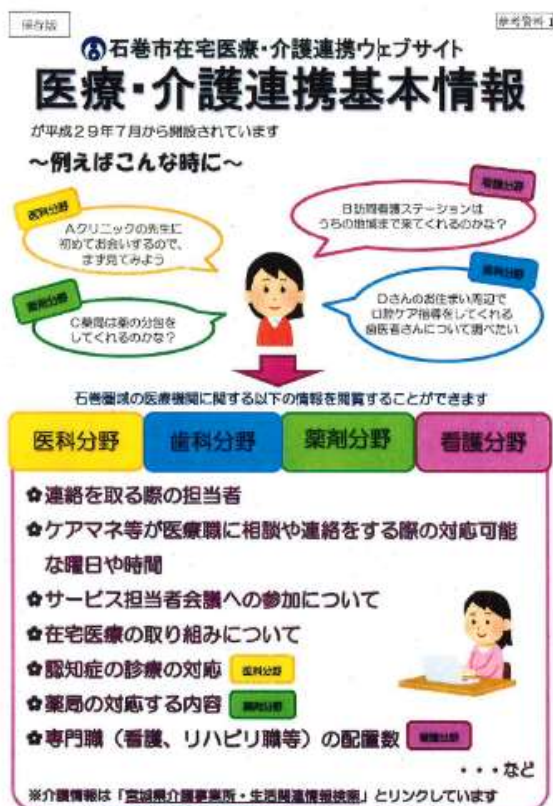 保存版
参考資料1
石巻市在宅医療・介護連携ウェブサイト
医療・介護連携基本情報
が平成29年7月から開設されています
～例えばこんな時に～
医科分野
Aクリニックの先生に
初めてお会いするので、
まず見てみよう
看護分野
B訪問看護ステーションは
うちの地域まで来てくれるのかな？
薬剤分野
C薬局は薬の分包を
してくれるのかな？
歯科分野
Dさんのお住まい周辺で
口腔ケア指導をしてくれる
歯医者さんについて調べたい
石巻圏域の医療機関に関する以下の情報を閲覧することができます
医科分野 歯科分野 薬剤分野 看護分野
✿連絡を取る際の担当者
✿ケアマネ等が医療職に相談や連絡をする際の対応可能
な曜日や時間
✿サービス担当者会議への参加について
✿在宅医療の取り組みについて
✿認知症の診療の対応 医科分野
✿薬局の対応する内容 薬剤分野
✿専門職（看護、リハビリ職等）の配置数 看護分野
・・・など
※介護情報は「宮城県介護事業所・生活関連情報検索」とリンクしています